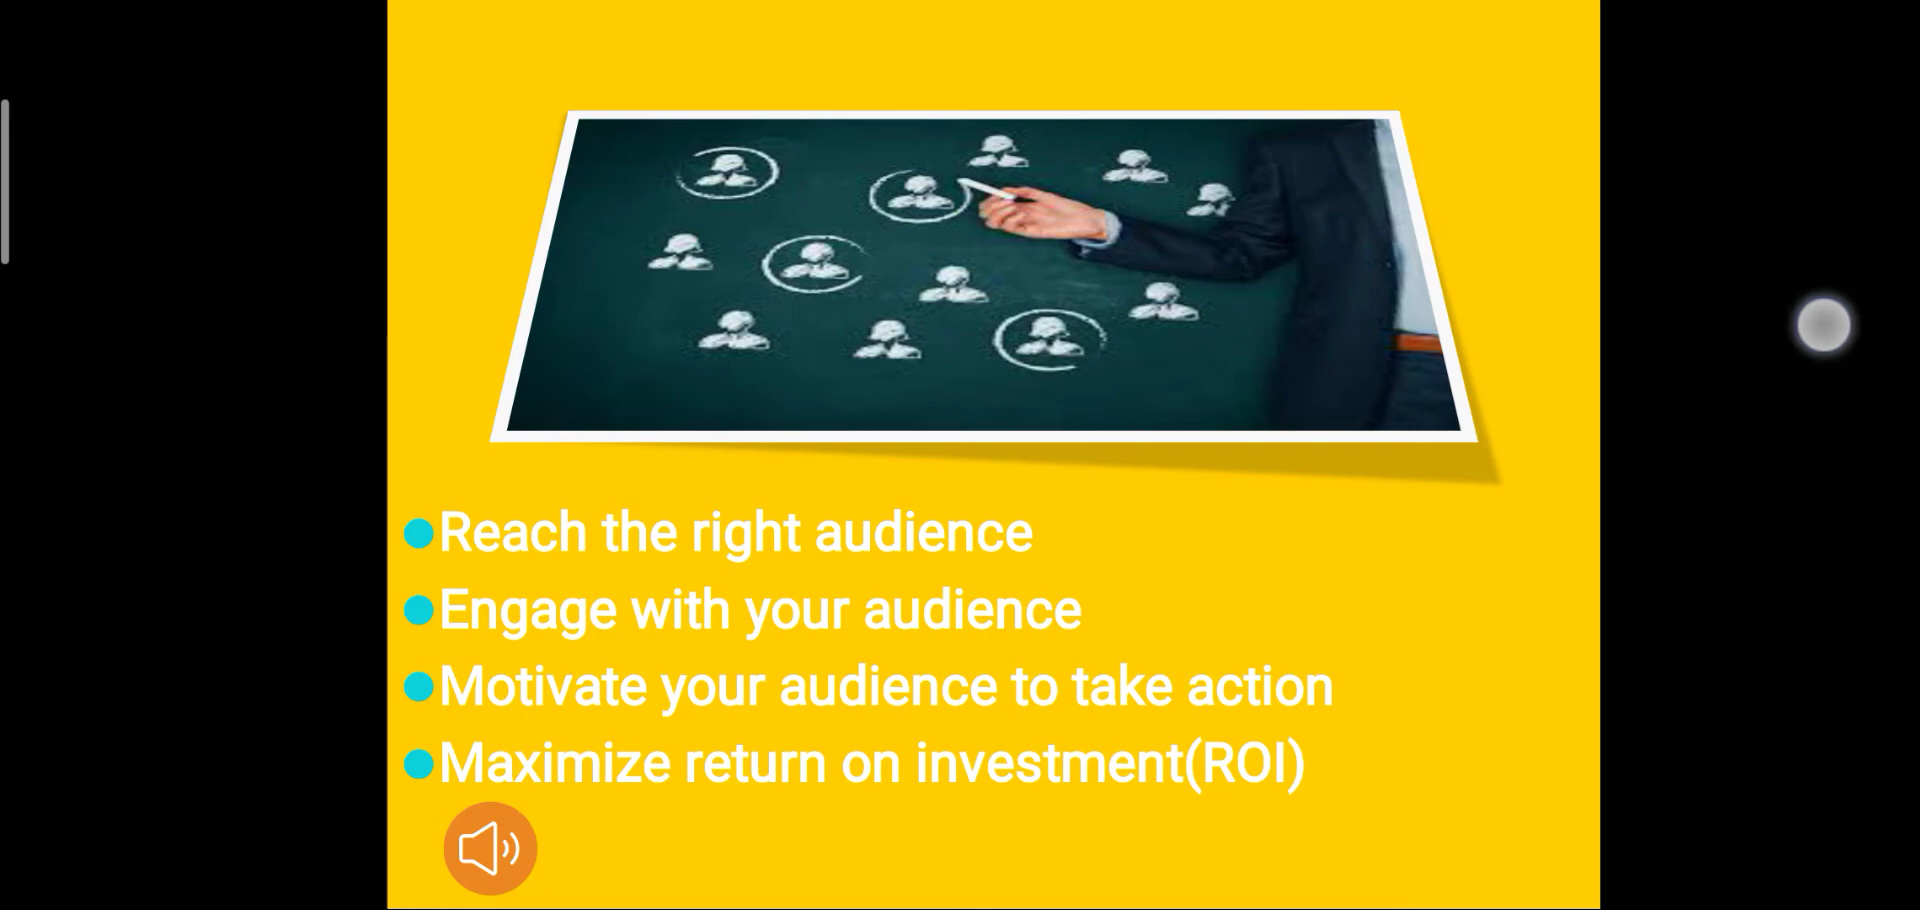 Reach the right audience
Engage with your audience
Motivate your audience to take action
Maximize return on investment(ROI)